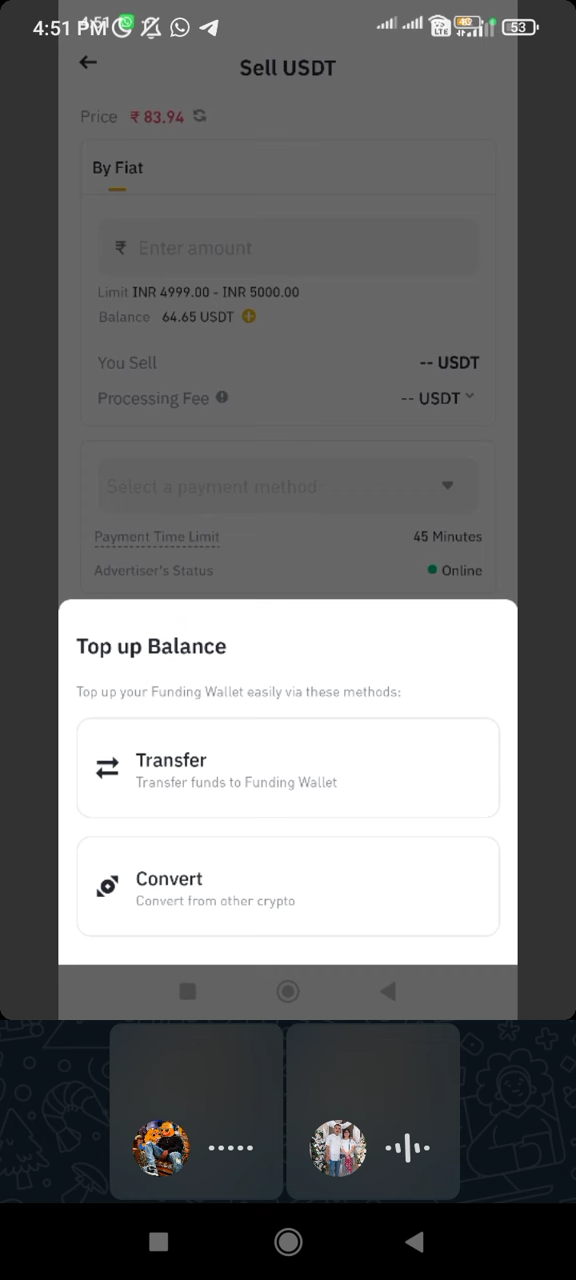 4:51 PM
53
Sell USDT
Price ₹ 83.94
By Fiat
₹ Enter amount
Limit INR 4999.00 - INR 5000.00
Balance 64.65 USDT
You Sell -- USDT
Processing Fee -- USDT
Select a payment method
Payment Time Limit 45 Minutes
Advertiser's Status Online
Top up Balance
Top up your Funding Wallet easily via these methods:
Transfer
Transfer funds to Funding Wallet
Convert
Convert from other crypto